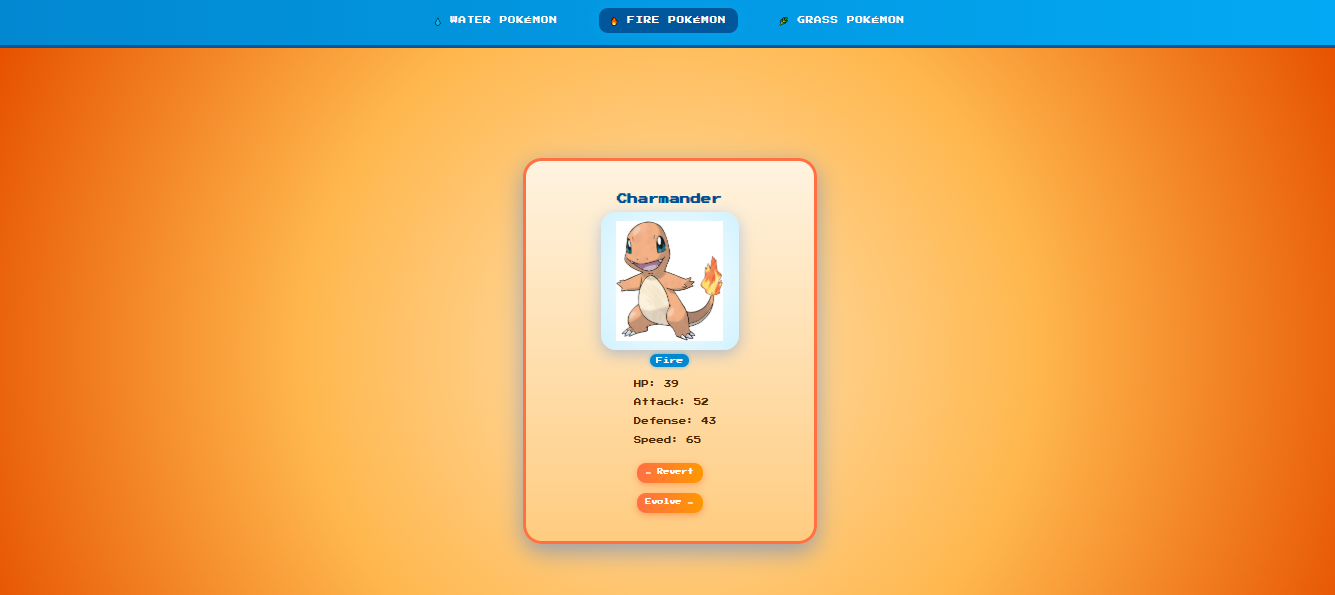 WATER POKéMON
FIRE POKéMON
GRASS POKéMON
Charmander
Fire
HP: 39
Attack: 52
Defense: 43
Speed: 65
← Revert
Evolve →